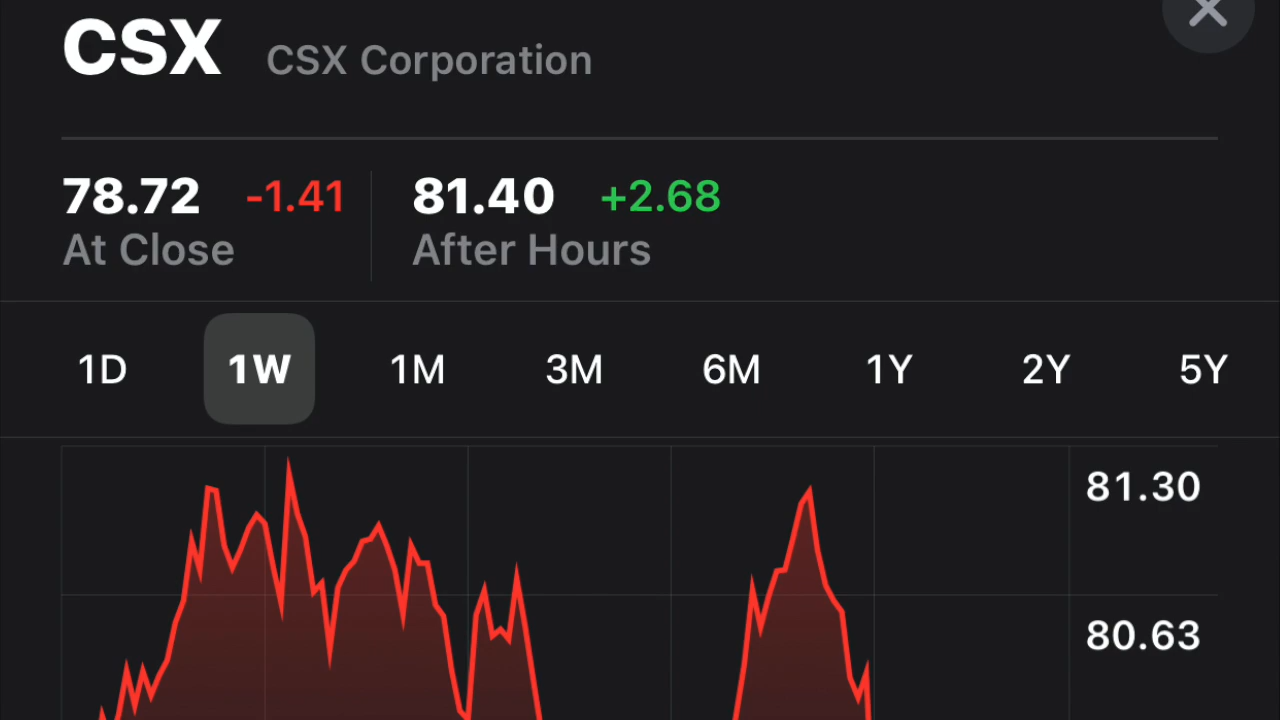 CSX CSX Corporation
78.72 -1.41 81.40 +2.68
At Close After Hours
1D 1W 1M 3M 6M 1Y 2Y 5Y
81.30
80.63